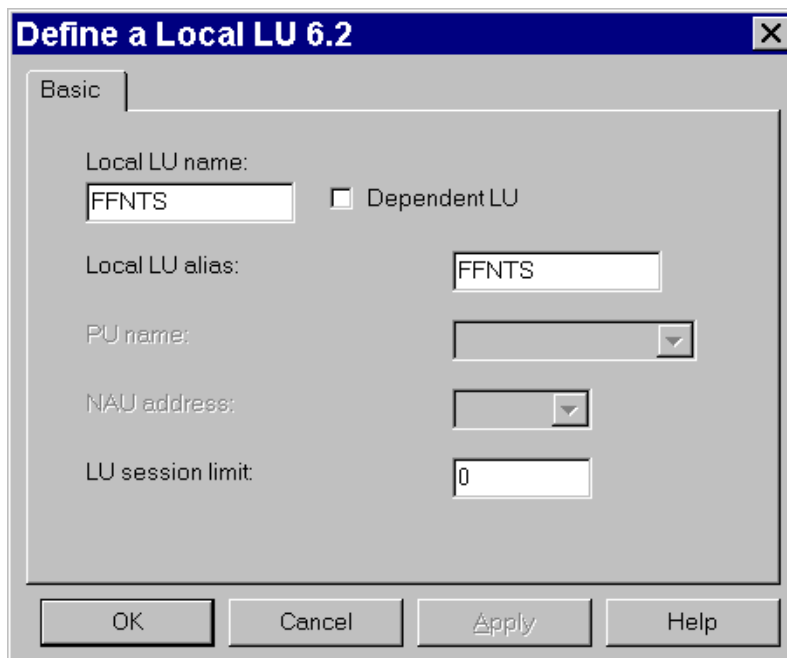 Define a Local LU 6.2
Basic
Local LU name:
FFNTS
Dependent LU
Local LU alias:
FFNTS
PU name:
NAU address:
LU session limit:
0
OK
Cancel
Apply
Help